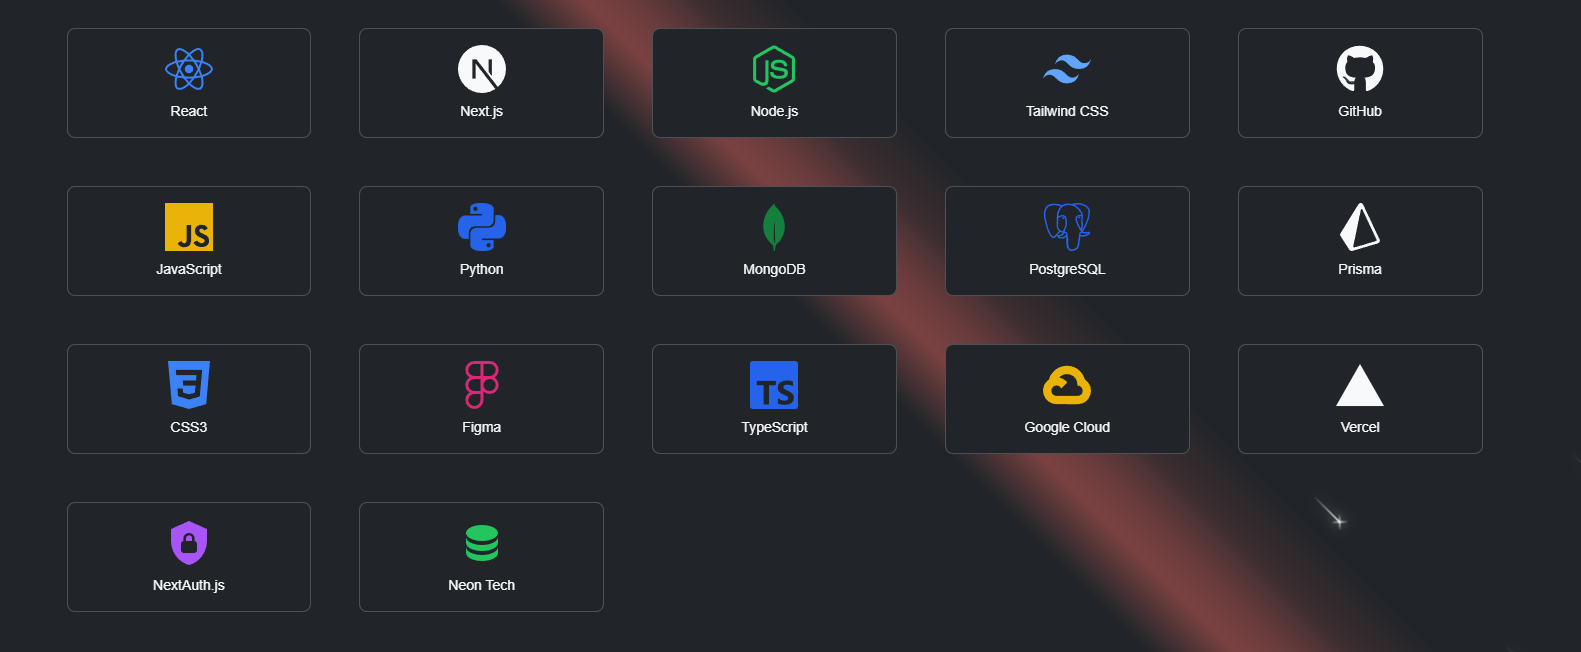 React
Next.js
Node.js
Tailwind CSS
GitHub
JS
JavaScript
Python
MongoDB
PostgreSQL
Prisma
3
CSS3
Figma
TS
TypeScript
Google Cloud
Vercel
NextAuth.js
Neon Tech